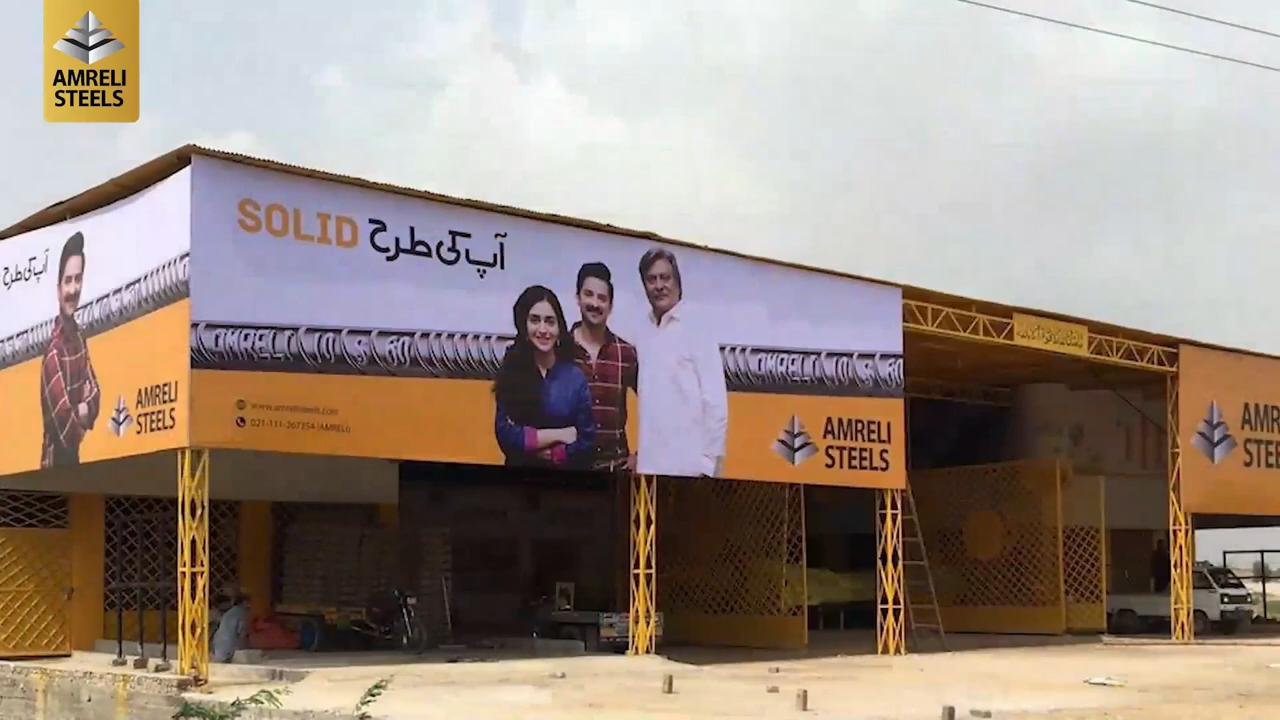 AMRELI
STEELS
SOLID آپ کی طرح
آپ کی طرح
AMRELI
STEELS
www.amrelisteels.com
021-111-267354 (AMRELI)
AMRELI
STEELS
AMRELI